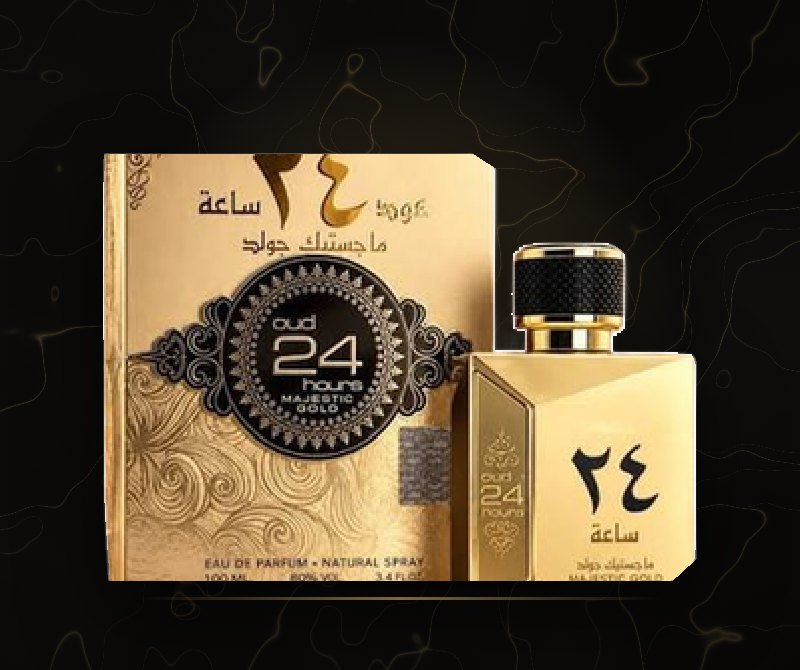 عود ٢٤ ساعة
ماجستيك جولد
oud
24
hours
MAJESTIC
GOLD
EAU DE PARFUM • NATURAL SPRAY
100 ML 80% VOL 3.4 FL.OZ
oud
24
hours
٢٤
ساعة
ماجستيك جولد
MAJESTIC GOLD